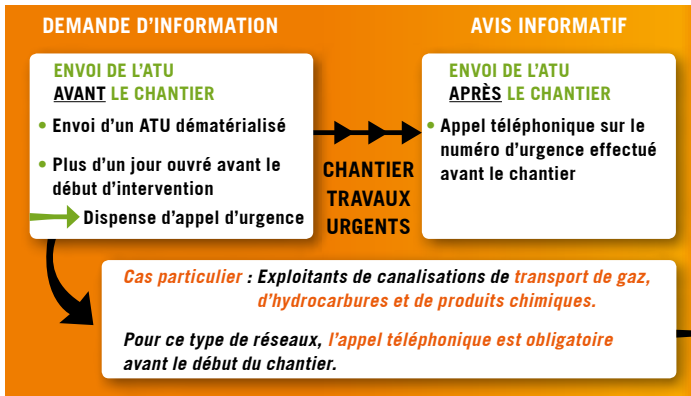 DEMANDE D'INFORMATION
ENVOI DE L'ATU
AVANT LE CHANTIER
• Envoi d'un ATU dématérialisé
• Plus d'un jour ouvré avant le
début d'intervention
Dispense d'appel d'urgence
CHANTIER
TRAVAUX
URGENTS
AVIS INFORMATIF
ENVOI DE L'ATU
APRÈS LE CHANTIER
• Appel téléphonique sur le
numéro d'urgence effectué
avant le chantier
Cas particulier : Exploitants de canalisations de transport de gaz,
d'hydrocarbures et de produits chimiques.
Pour ce type de réseaux, l'appel téléphonique est obligatoire
avant le début du chantier.